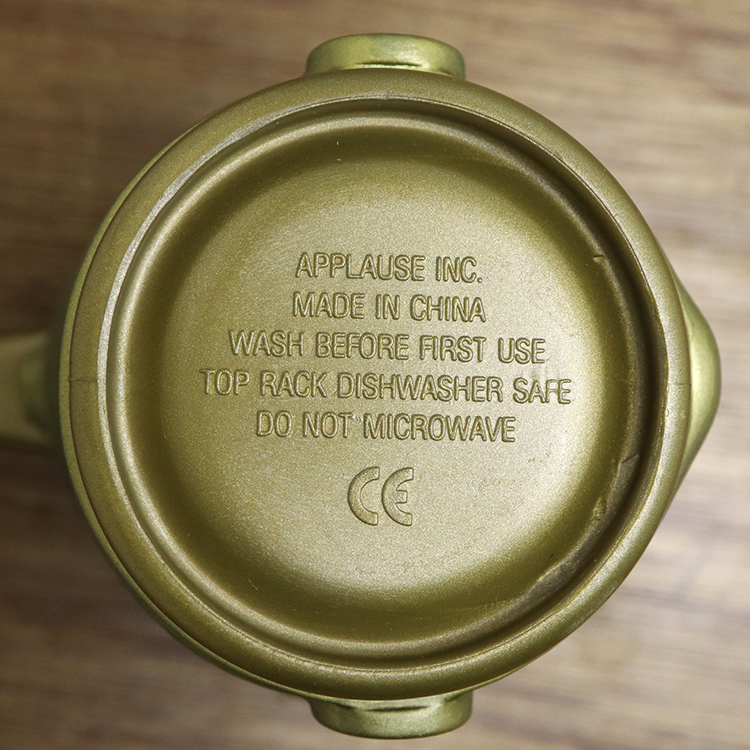 APPLAUSE INC.
MADE IN CHINA
WASH BEFORE FIRST USE
TOP RACK DISHWASHER SAFE
DO NOT MICROWAVE
CE